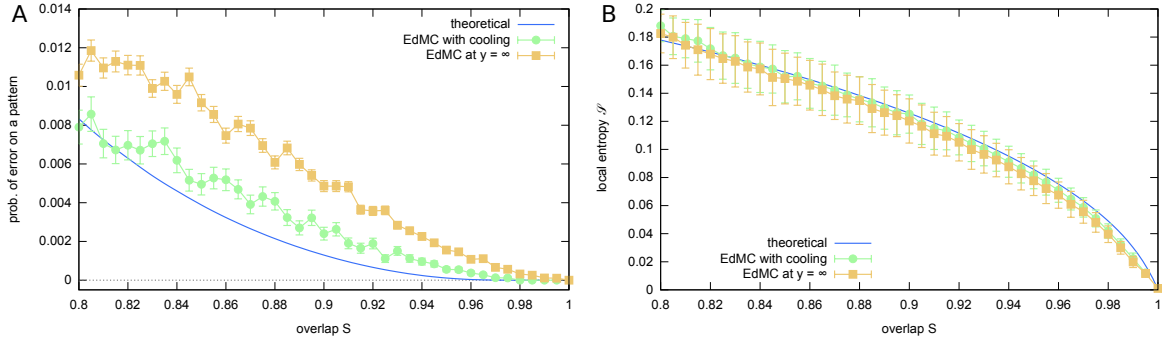 A
theoretical
EdMC with cooling
EdMC at y = ∞
prob. of error on a pattern
0.014
0.012
0.01
0.008
0.006
0.004
0.002
0
0.8 0.82 0.84 0.86 0.88 0.9 0.92 0.94 0.96 0.98 1
overlap S
B
local entropy 𝒮
0.2
0.18
0.16
0.14
0.12
0.1
0.08
0.06
0.04
0.02
0
theoretical
EdMC with cooling
EdMC at y = ∞
0.8 0.82 0.84 0.86 0.88 0.9 0.92 0.94 0.96 0.98 1
overlap S